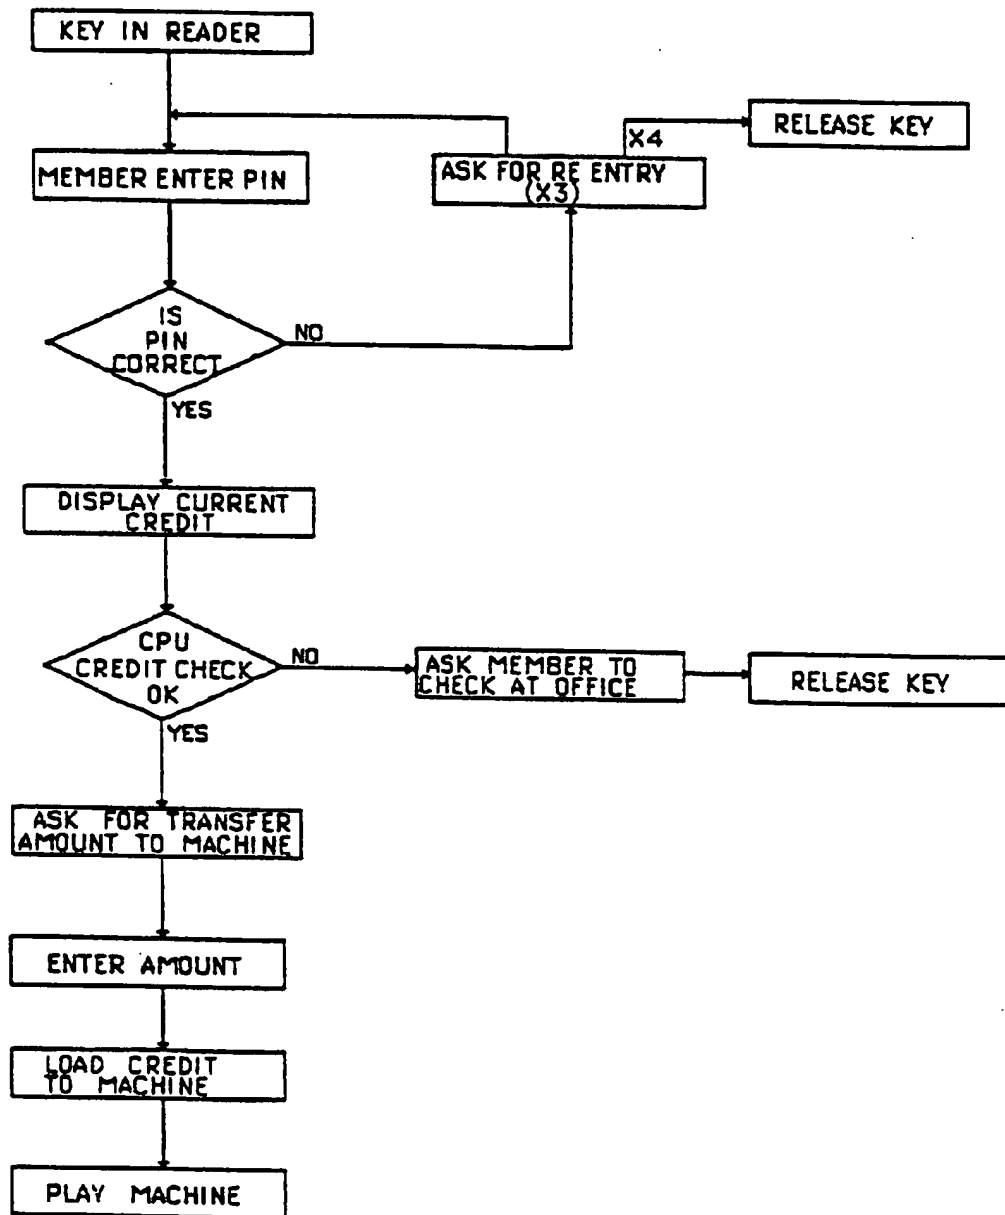 KEY IN READER
RELEASE KEY
X4
MEMBER ENTER PIN
ASK FOR RE ENTRY
(X3)
IS
PIN
CORRECT
NO
YES
DISPLAY CURRENT
CREDIT
CPU
CREDIT CHECK
OK
NO
ASK MEMBER TO
CHECK AT OFFICE
RELEASE KEY
YES
ASK FOR TRANSFER
AMOUNT TO MACHINE
ENTER AMOUNT
LOAD CREDIT
TO MACHINE
PLAY MACHINE